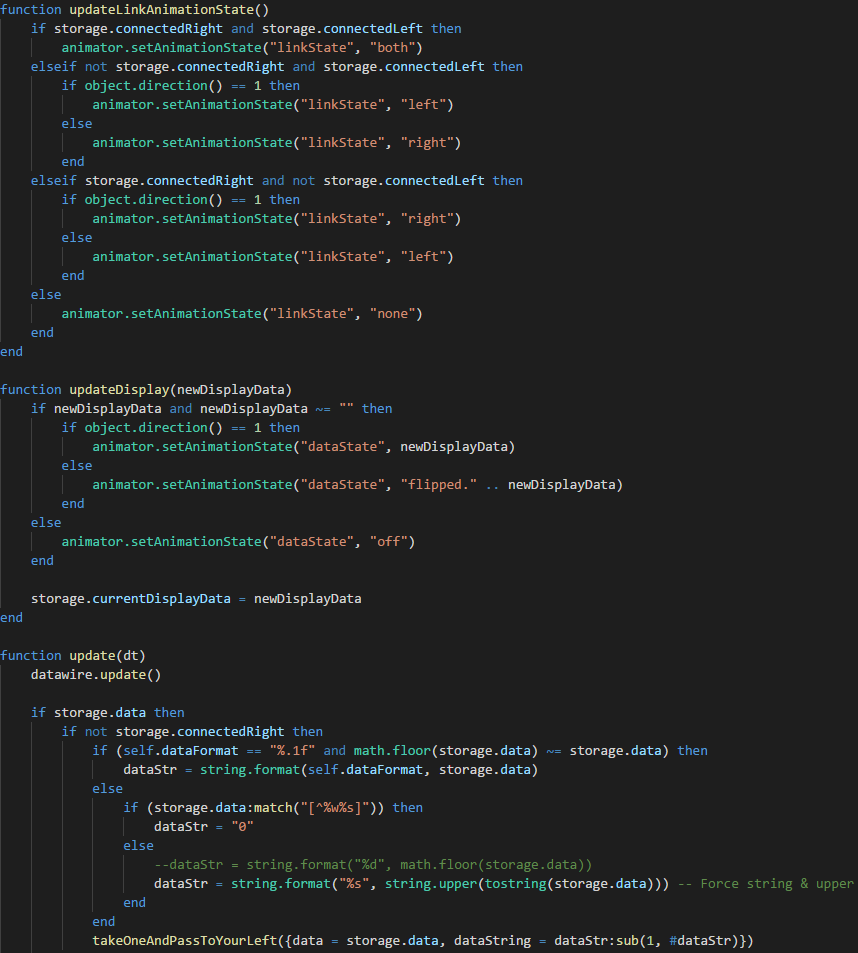 function updateLinkAnimationState()
    if storage.connectedRight and storage.connectedLeft then
        animator.setAnimationState("linkState", "both")
    elseif not storage.connectedRight and storage.connectedLeft then
        if object.direction() == 1 then
            animator.setAnimationState("linkState", "left")
        else
            animator.setAnimationState("linkState", "right")
        end
    elseif storage.connectedRight and not storage.connectedLeft then
        if object.direction() == 1 then
            animator.setAnimationState("linkState", "right")
        else
            animator.setAnimationState("linkState", "left")
        end
    else
        animator.setAnimationState("linkState", "none")
    end
end

function updateDisplay(newDisplayData)
    if newDisplayData and newDisplayData ~= "" then
        if object.direction() == 1 then
            animator.setAnimationState("dataState", newDisplayData)
        else
            animator.setAnimationState("dataState", "flipped." .. newDisplayData)
        end
    else
        animator.setAnimationState("dataState", "off")
    end

    storage.currentDisplayData = newDisplayData
end

function update(dt)
    datawire.update()

    if storage.data then
        if not storage.connectedRight then
            if (self.dataFormat == "%.1f" and math.floor(storage.data) ~= storage.data) then
                dataStr = string.format(self.dataFormat, storage.data)
            else
                if (storage.data:match("[^%w%s]")) then
                    dataStr = "0"
                else
                    --dataStr = string.format("%d", math.floor(storage.data))
                    dataStr = string.format("%s", string.upper(tostring(storage.data))) -- Force string & upper
                end
            end
            takeOneAndPassToYourLeft({data = storage.data, dataString = dataStr:sub(1, #dataStr)})